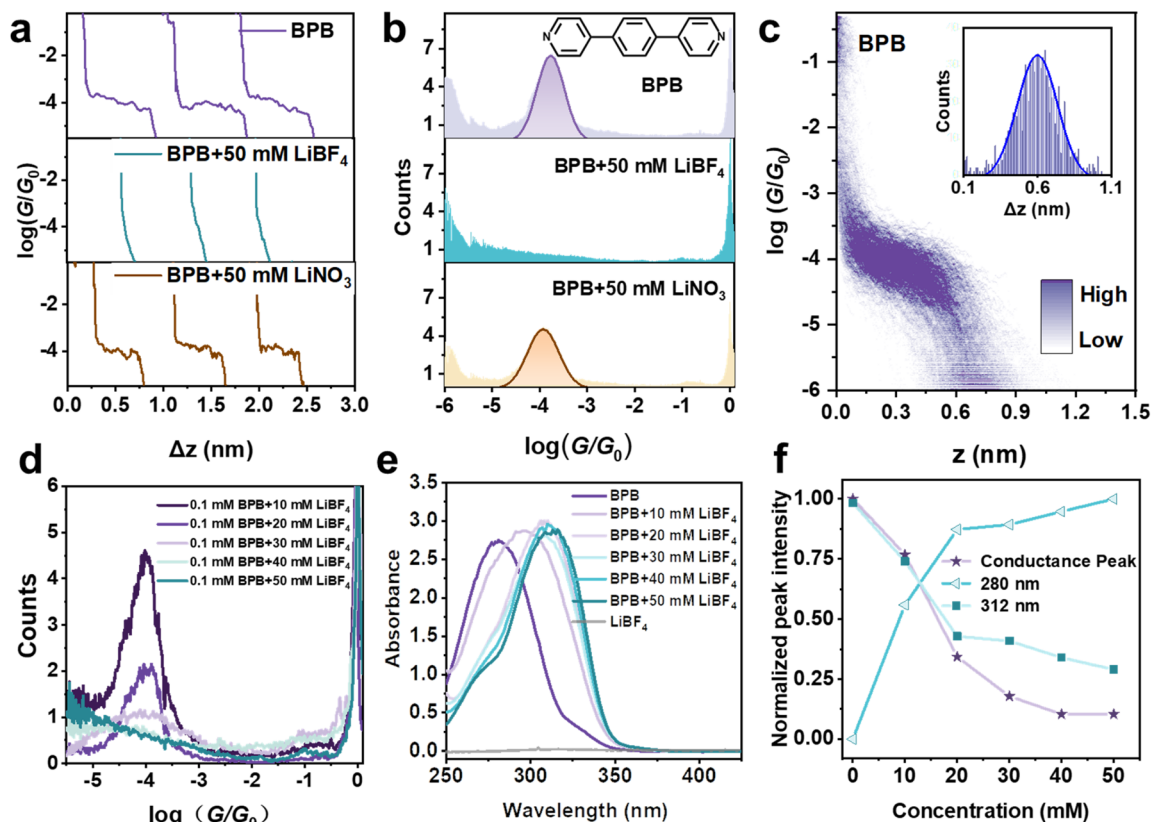 a
-2
-4
log(G/G₀)
BPB
BPB+50 mM LiBF₄
-2
-4
BPB+50 mM LiNO₃
-2
-4
0.0 0.6 1.2 1.8 2.4 3.0
Δz (nm)
b
7
4
1
Counts
N
N
BPB
7
4
1
BPB+50 mM LiBF₄
7
4
1
BPB+50 mM LiNO₃
-6 -5 -4 -3 -2 -1 0
log(G/G₀)
c
BPB
-1
-2
-3
-4
-5
-6
log (G/G₀)
Counts
0.1 0.6 1.1
Δz (nm)
High
Low
0.0 0.3 0.6 0.9 1.2 1.5
z (nm)
d
6
5
4
3
2
1
0
Counts
0.1 mM BPB+10 mM LiBF₄
0.1 mM BPB+20 mM LiBF₄
0.1 mM BPB+30 mM LiBF₄
0.1 mM BPB+40 mM LiBF₄
0.1 mM BPB+50 mM LiBF₄
-5 -4 -3 -2 -1 0
log（G/G₀）
e
3.5
3.0
2.5
2.0
1.5
1.0
0.5
0.0
Absorbance
BPB
BPB+10 mM LiBF₄
BPB+20 mM LiBF₄
BPB+30 mM LiBF₄
BPB+40 mM LiBF₄
BPB+50 mM LiBF₄
LiBF₄
250 300 350 400
Wavelength (nm)
f
1.00
0.75
0.50
0.25
0.00
Normalized peak intensity
Conductance Peak
280 nm
312 nm
0 10 20 30 40 50
Concentration (mM)